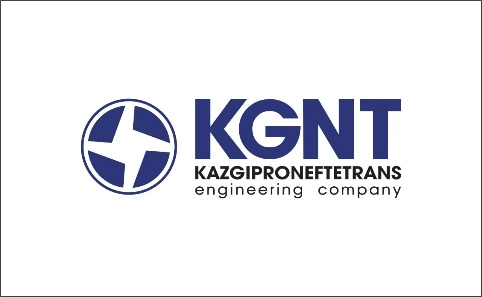 KGNT
KAZGIPRONEFTETRANS
engineering company